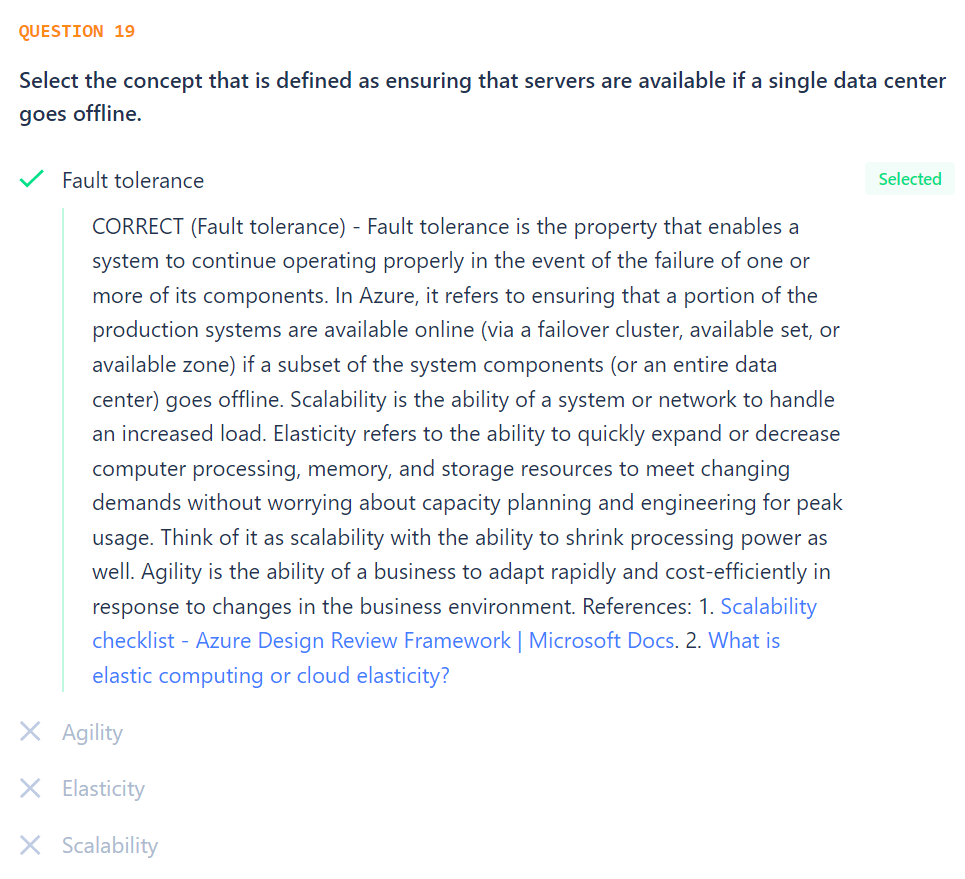 QUESTION 19
Select the concept that is defined as ensuring that servers are available if a single data center
goes offline.
Fault tolerance
Selected
CORRECT (Fault tolerance) - Fault tolerance is the property that enables a
system to continue operating properly in the event of the failure of one or
more of its components. In Azure, it refers to ensuring that a portion of the
production systems are available online (via a failover cluster, available set, or
available zone) if a subset of the system components (or an entire data
center) goes offline. Scalability is the ability of a system or network to handle
an increased load. Elasticity refers to the ability to quickly expand or decrease
computer processing, memory, and storage resources to meet changing
demands without worrying about capacity planning and engineering for peak
usage. Think of it as scalability with the ability to shrink processing power as
well. Agility is the ability of a business to adapt rapidly and cost-efficiently in
response to changes in the business environment. References: 1. Scalability
checklist - Azure Design Review Framework | Microsoft Docs. 2. What is
elastic computing or cloud elasticity?
Agility
Elasticity
Scalability